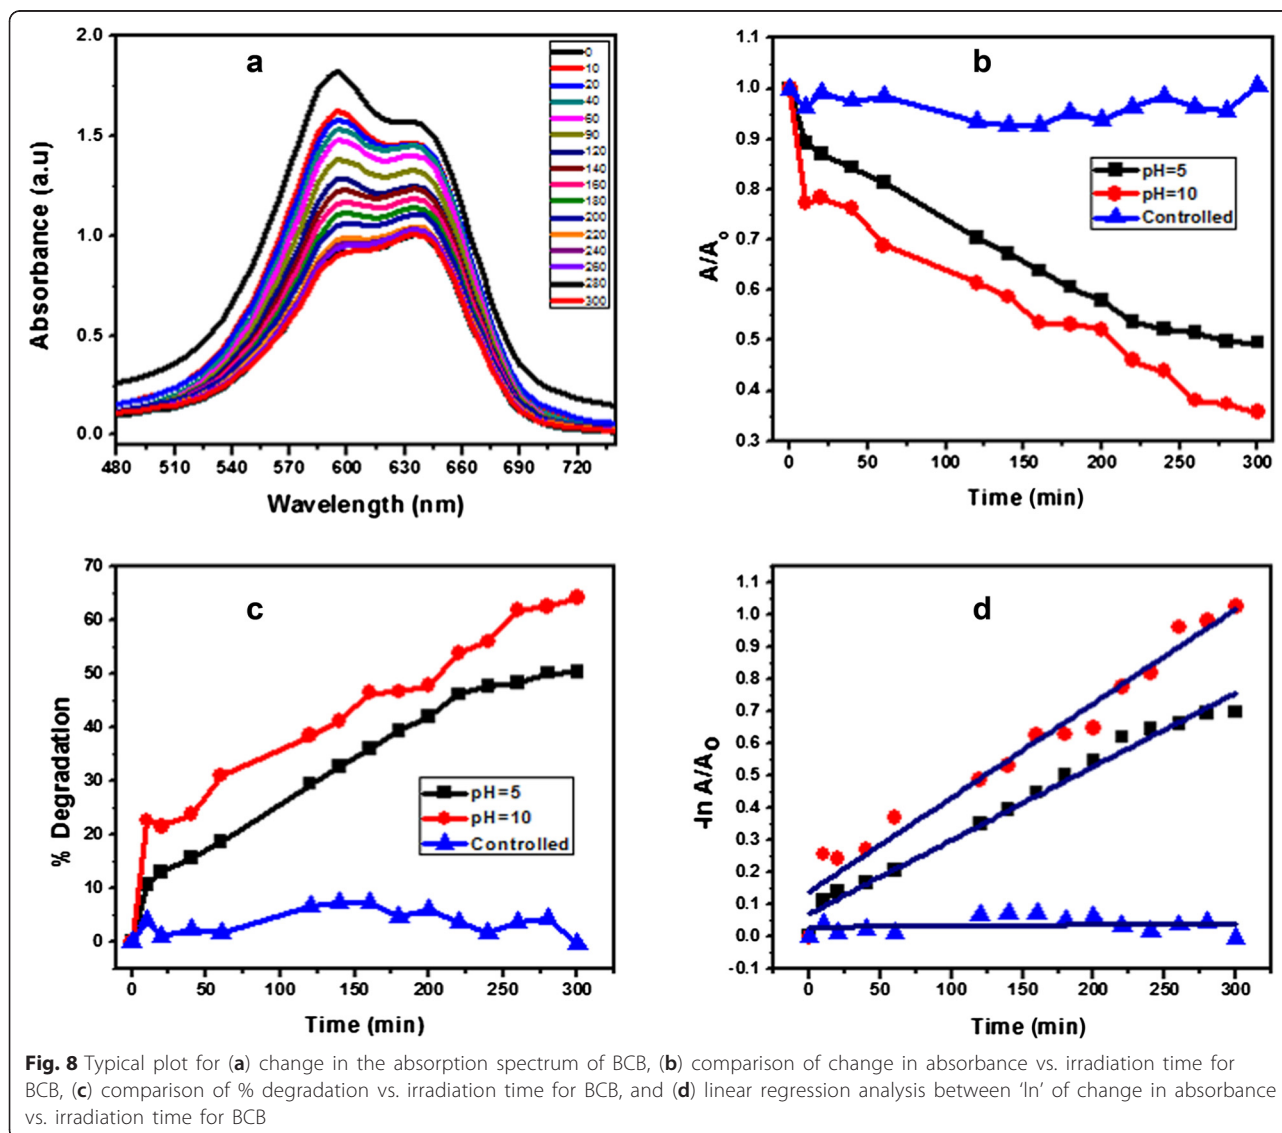 2.0
1.5
1.0
0.5
0.0
Absorbance (a.u)
a
0
10
20
40
60
90
120
140
160
180
200
220
240
260
280
300
480 510 540 570 600 630 660 690 720
Wavelength (nm)
1.1
1.0
0.9
0.8
0.7
0.6
0.5
0.4
0.3
A/Ao
b
pH=5
pH=10
Controlled
0 50 100 150 200 250 300
Time (min)
70
60
50
40
30
20
10
0
% Degradation
c
pH=5
pH=10
Controlled
0 50 100 150 200 250 300
Time (min)
1.1
1.0
0.9
0.8
0.7
0.6
0.5
0.4
0.3
0.2
0.1
0.0
-0.1
-ln A/Ao
d
0 50 100 150 200 250 300
Time (min)
Fig. 8 Typical plot for (a) change in the absorption spectrum of BCB, (b) comparison of change in absorbance vs. irradiation time for
BCB, (c) comparison of % degradation vs. irradiation time for BCB, and (d) linear regression analysis between ‘ln’ of change in absorbance
vs. irradiation time for BCB